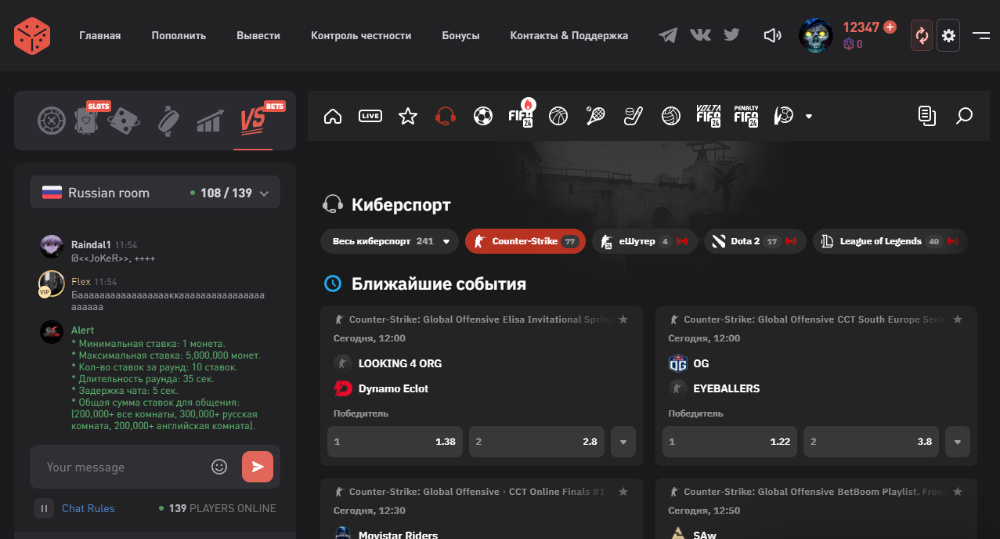 Главная
Пополнить
Вывести
Контроль честности
Бонусы
Контакты & Поддержка
12347
0
SLOTS
VS BETS
LIVE
FIFA 24
VOLTA FIFA 24
PENALTY FIFA 24
Russian room
108 / 139
Raindal1 11:54
@<<JoKeR>>, ++++
Flex 11:54
VIP
Alert
* Минимальная ставка: 1 монета.
* Максимальная ставка: 5,000,000 монет.
* Кол-во ставок за раунд: 10 ставок.
* Длительность раунда: 35 сек.
* Задержка чата: 5 сек.
* Общая сумма ставок для общения:
(200,000+ все комнаты, 300,000+ русская
комната, 200,000+ английская комната).
Your message
Chat Rules
139 PLAYERS ONLINE
Киберспорт
Весь киберспорт 241
Counter-Strike 77
еШутер 4
Dota 2 17
League of Legends 40
Ближайшие события
Counter-Strike: Global Offensive Elisa Invitational
Сегодня, 12:00
LOOKING 4 ORG
Dynamo Eclot
Победитель
1 1.38
2 2.8
Counter-Strike: Global Offensive CCT South Europe
Сегодня, 12:00
OG
EYEBALLERS
Победитель
1 1.22
2 3.8
Counter-Strike: Global Offensive - CCT Online Finals #1
Сегодня, 12:30
Movistar Riders
Counter-Strike: Global Offensive BetBoom Playlist.
Сегодня, 12:50
SAw